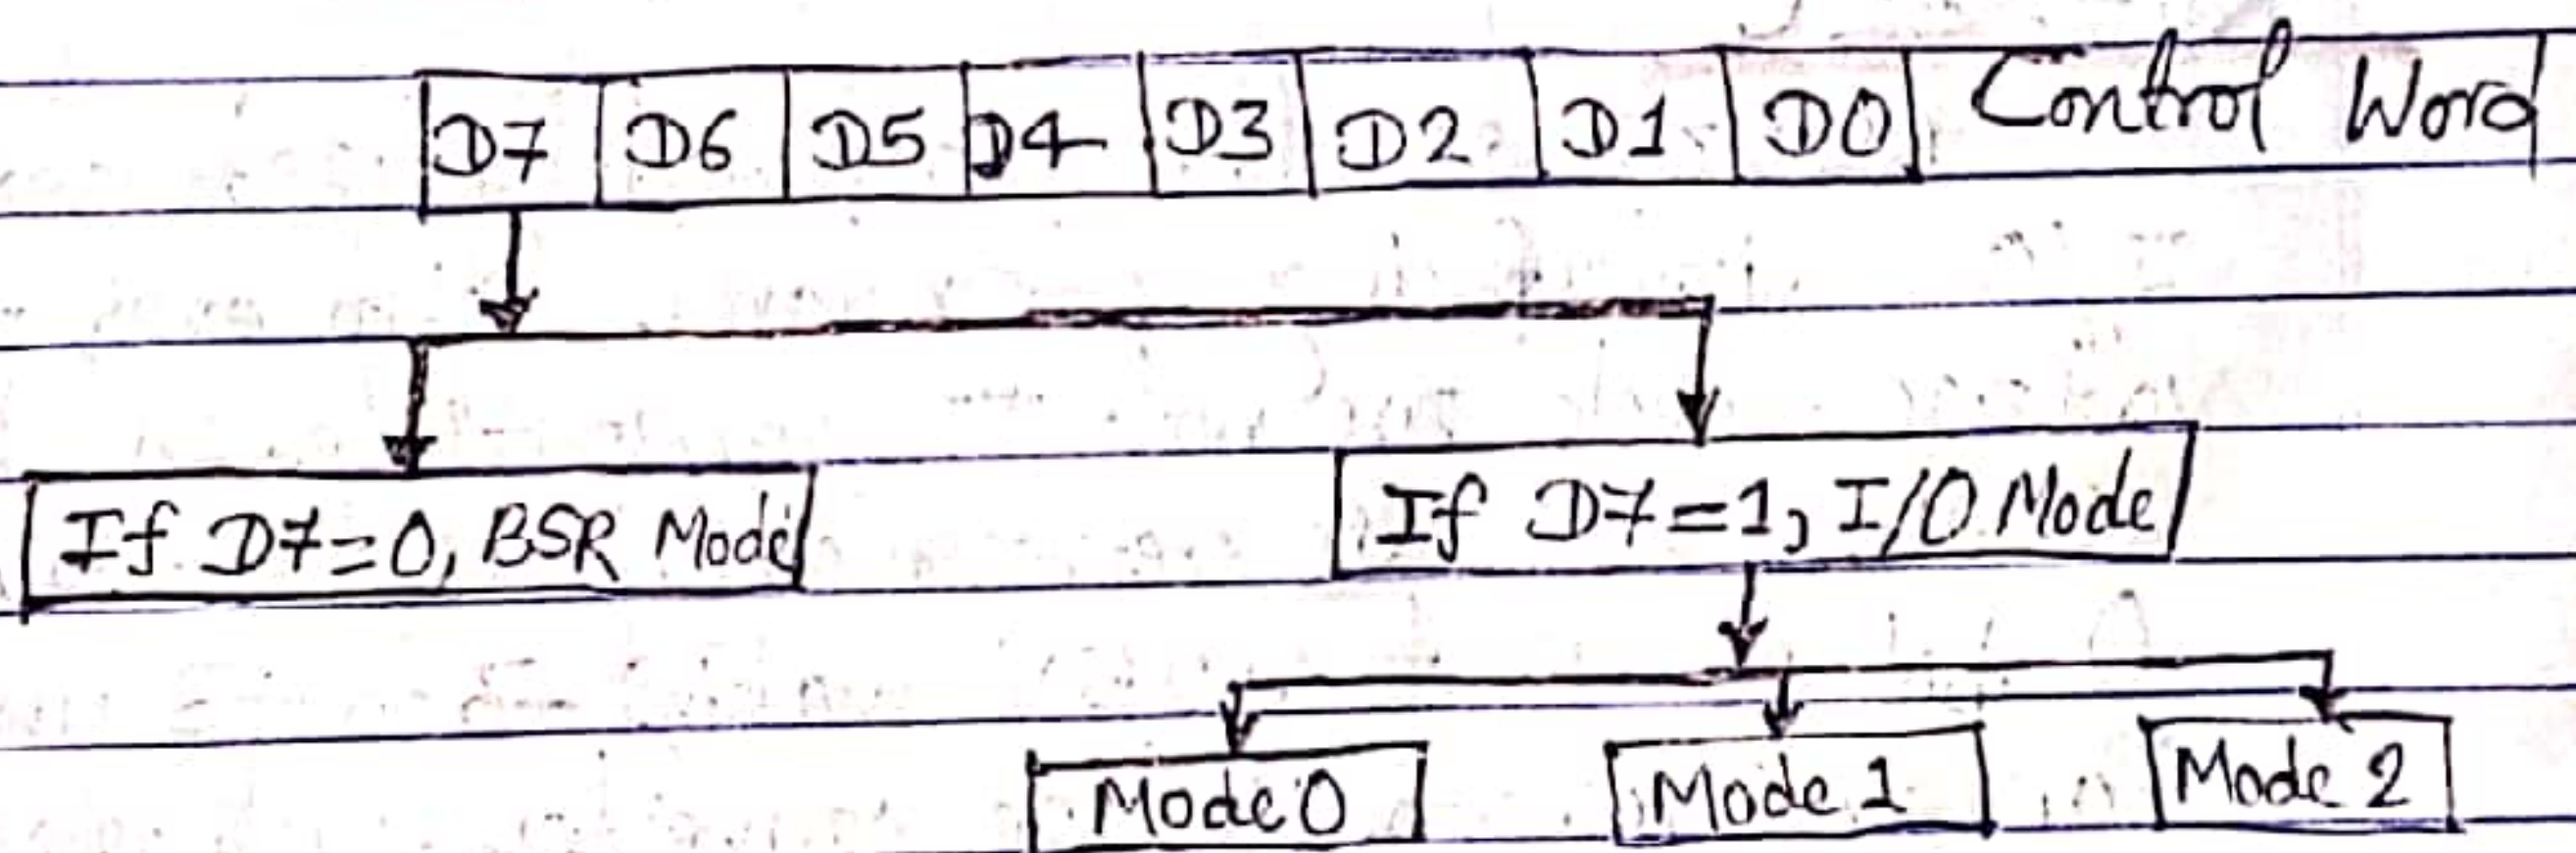 D7 D6 D5 D4 D3 D2 D1 D0 Control Word
If D7=0, BSR Mode
If D7=1, I/O Mode
Mode 0 Mode 1 Mode 2